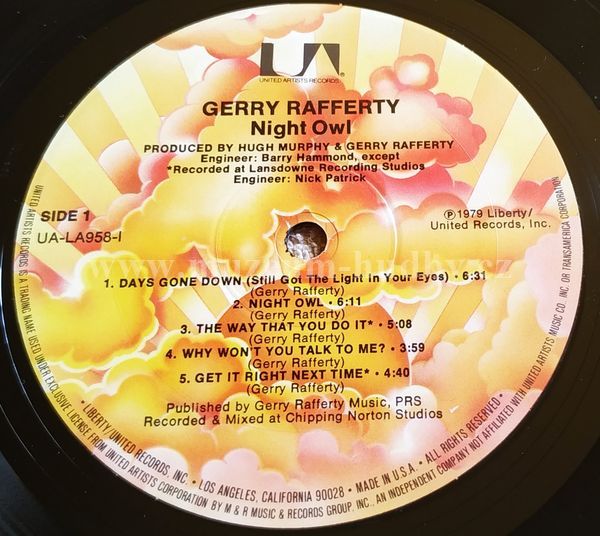 UA
UNITED ARTISTS RECORDS®
GERRY RAFFERTY
Night Owl
PRODUCED BY HUGH MURPHY & GERRY RAFFERTY
Engineer: Barry Hammond, except
*Recorded at Lansdowne Recording Studios
Engineer: Nick Patrick
SIDE 1
UA-LA958-I
℗ 1979 Liberty/
United Records, Inc.
www.muzeum-hudby.cz
1. DAYS GONE DOWN (Still Got The Light in Your Eyes) • 6:31
(Gerry Rafferty)
2. NIGHT OWL • 6:11
(Gerry Rafferty)
3. THE WAY THAT YOU DO IT* • 5:08
(Gerry Rafferty)
4. WHY WON'T YOU TALK TO ME? • 3:59
(Gerry Rafferty)
5. GET IT RIGHT NEXT TIME* • 4:40
(Gerry Rafferty)
Published by Gerry Rafferty Music, PRS
Recorded & Mixed at Chipping Norton Studios
• LIBERTY/UNITED RECORDS, INC. • LOS ANGELES, CALIFORNIA 90028 • MADE IN U.S.A. • ALL RIGHTS RESERVED •
UNITED ARTISTS RECORDS IS A TRADING NAME USED UNDER EXCLUSIVE LICENSE FROM UNITED ARTISTS CORPORATION BY M & R MUSIC & RECORDS GROUP, INC., AN INDEPENDENT COMPANY NOT AFFILIATED WITH UNITED ARTISTS MUSIC CO. INC. OR TRANSAMERICA CORPORATION